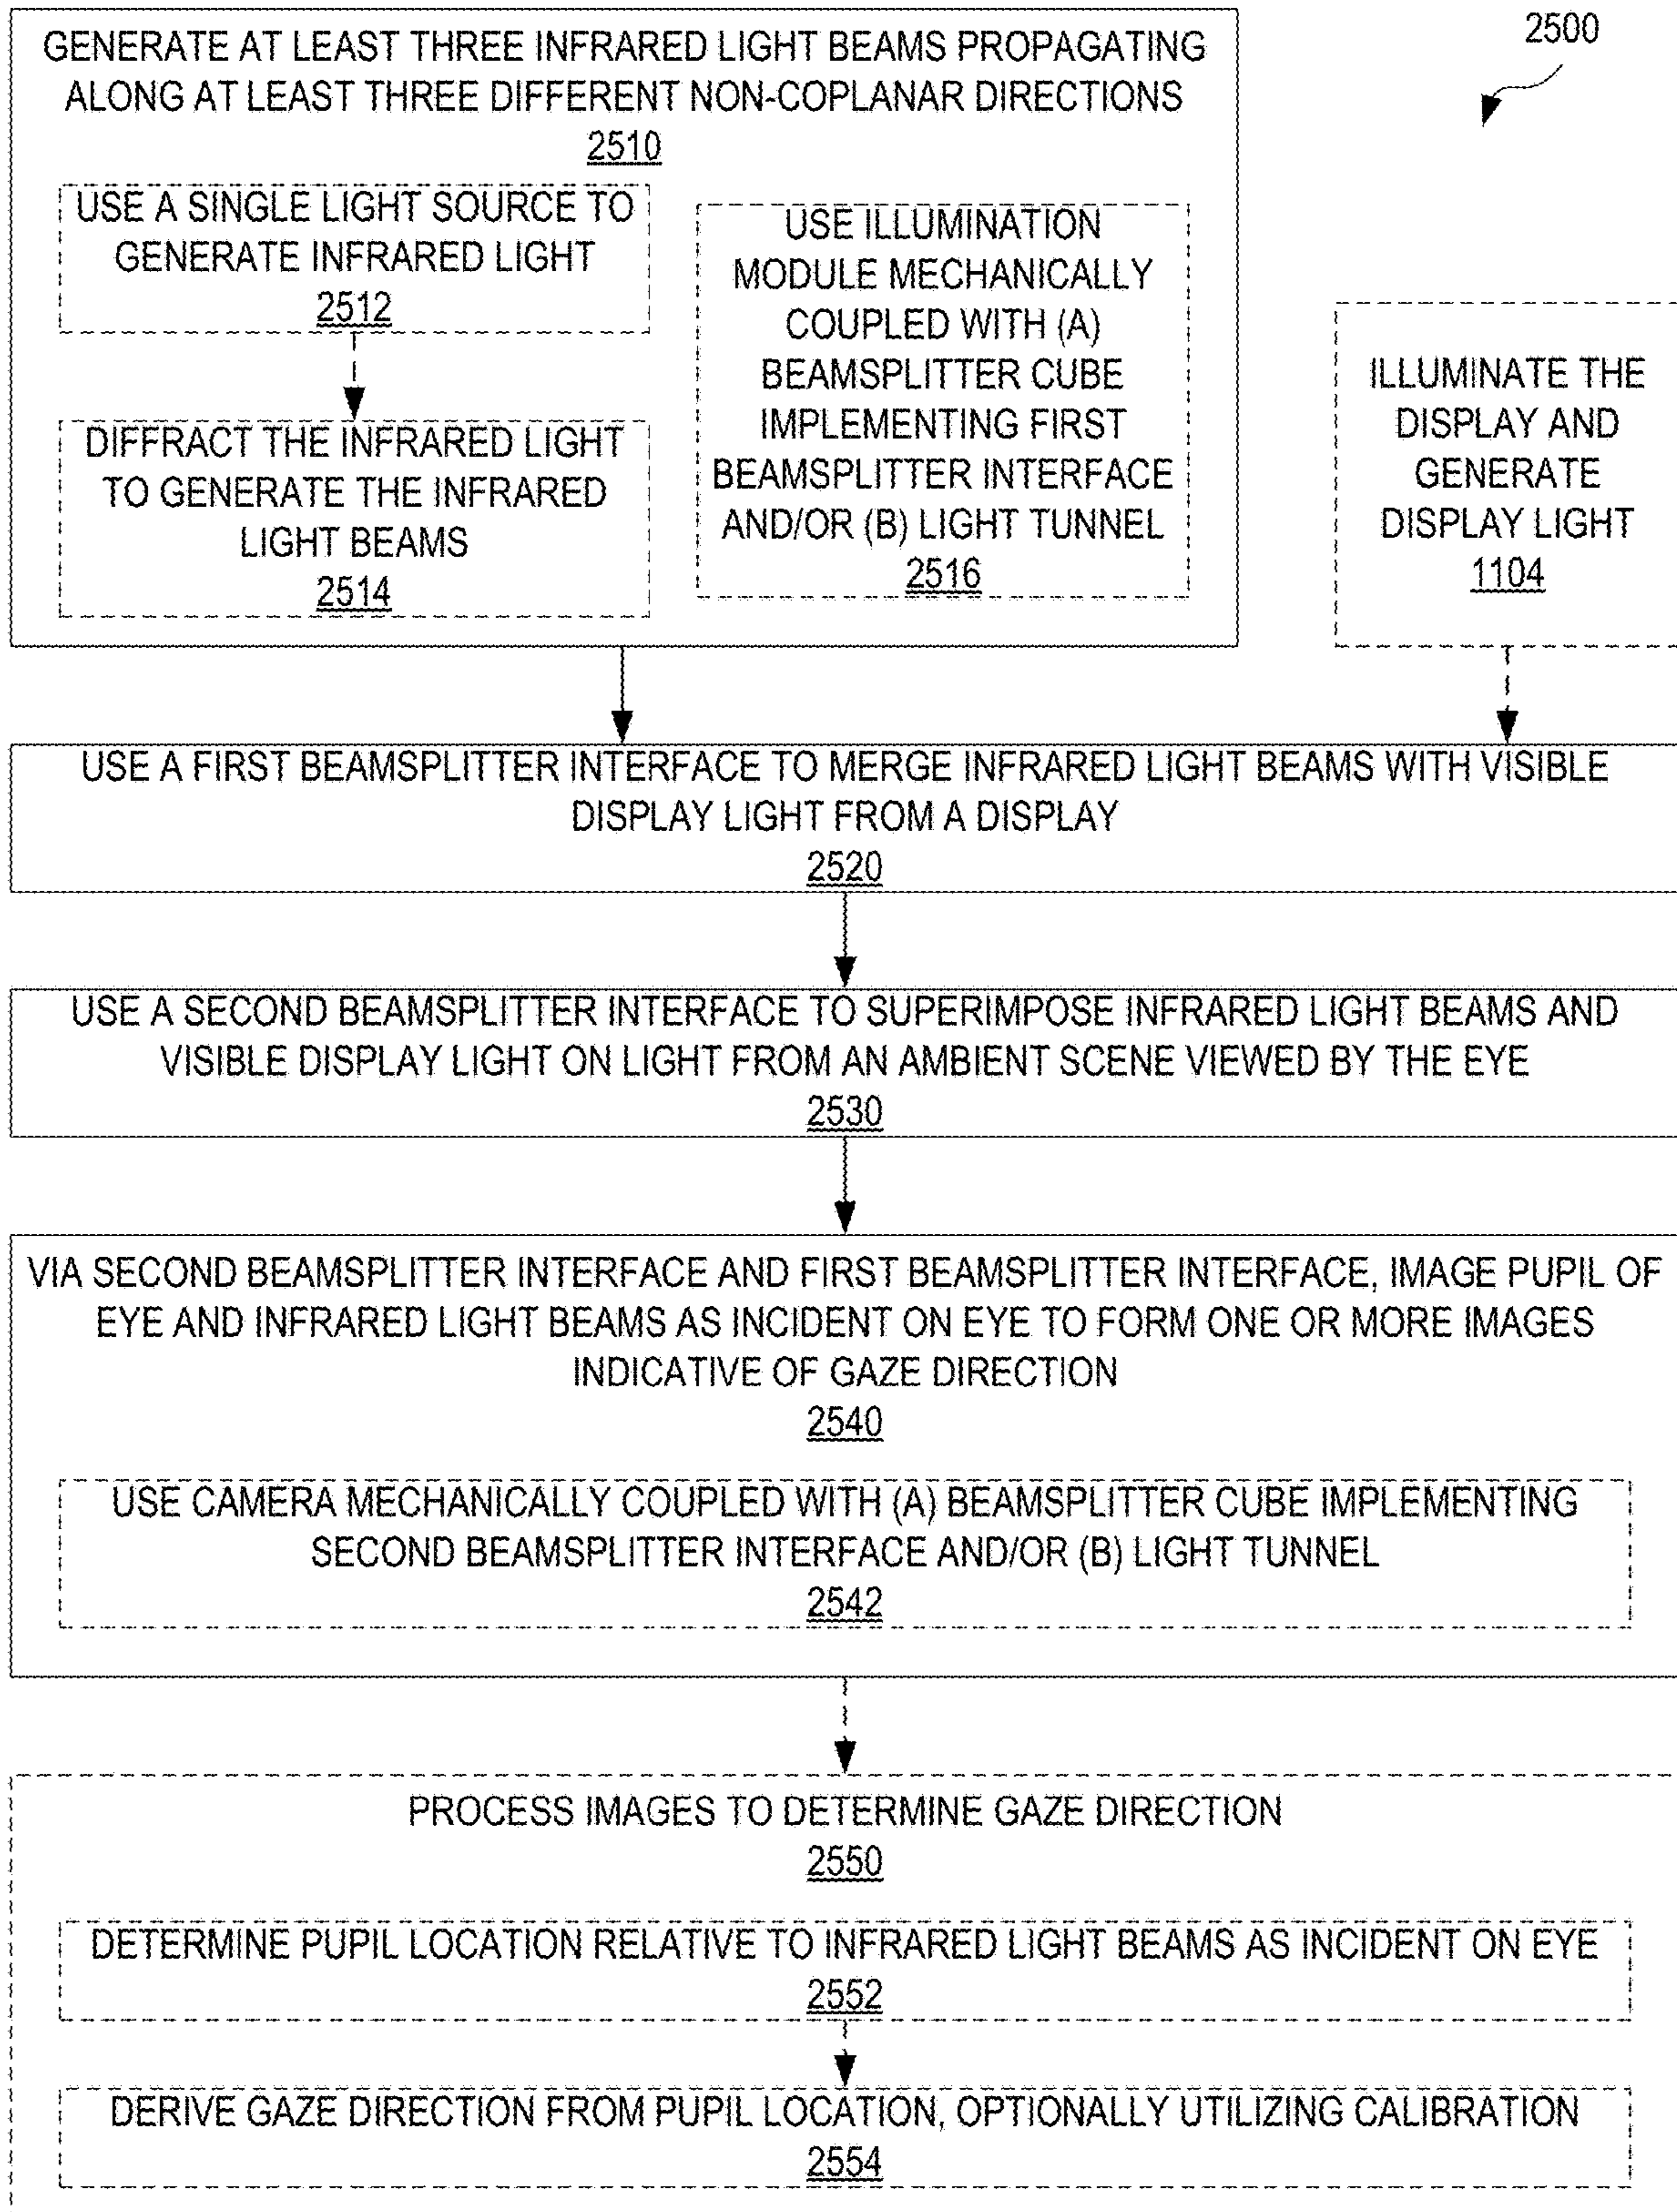 2500
GENERATE AT LEAST THREE INFRARED LIGHT BEAMS PROPAGATING
ALONG AT LEAST THREE DIFFERENT NON-COPLANAR DIRECTIONS
2510
USE A SINGLE LIGHT SOURCE TO
GENERATE INFRARED LIGHT
2512
DIFFRACT THE INFRARED LIGHT
TO GENERATE THE INFRARED
LIGHT BEAMS
2514
USE ILLUMINATION
MODULE MECHANICALLY
COUPLED WITH (A)
BEAMSPLITTER CUBE
IMPLEMENTING FIRST
BEAMSPLITTER INTERFACE
AND/OR (B) LIGHT TUNNEL
2516
ILLUMINATE THE
DISPLAY AND
GENERATE
DISPLAY LIGHT
1104
USE A FIRST BEAMSPLITTER INTERFACE TO MERGE INFRARED LIGHT BEAMS WITH VISIBLE
DISPLAY LIGHT FROM A DISPLAY
2520
USE A SECOND BEAMSPLITTER INTERFACE TO SUPERIMPOSE INFRARED LIGHT BEAMS AND
VISIBLE DISPLAY LIGHT ON LIGHT FROM AN AMBIENT SCENE VIEWED BY THE EYE
2530
VIA SECOND BEAMSPLITTER INTERFACE AND FIRST BEAMSPLITTER INTERFACE, IMAGE PUPIL OF
EYE AND INFRARED LIGHT BEAMS AS INCIDENT ON EYE TO FORM ONE OR MORE IMAGES
INDICATIVE OF GAZE DIRECTION
2540
USE CAMERA MECHANICALLY COUPLED WITH (A) BEAMSPLITTER CUBE IMPLEMENTING
SECOND BEAMSPLITTER INTERFACE AND/OR (B) LIGHT TUNNEL
2542
PROCESS IMAGES TO DETERMINE GAZE DIRECTION
2550
DETERMINE PUPIL LOCATION RELATIVE TO INFRARED LIGHT BEAMS AS INCIDENT ON EYE
2552
DERIVE GAZE DIRECTION FROM PUPIL LOCATION, OPTIONALLY UTILIZING CALIBRATION
2554